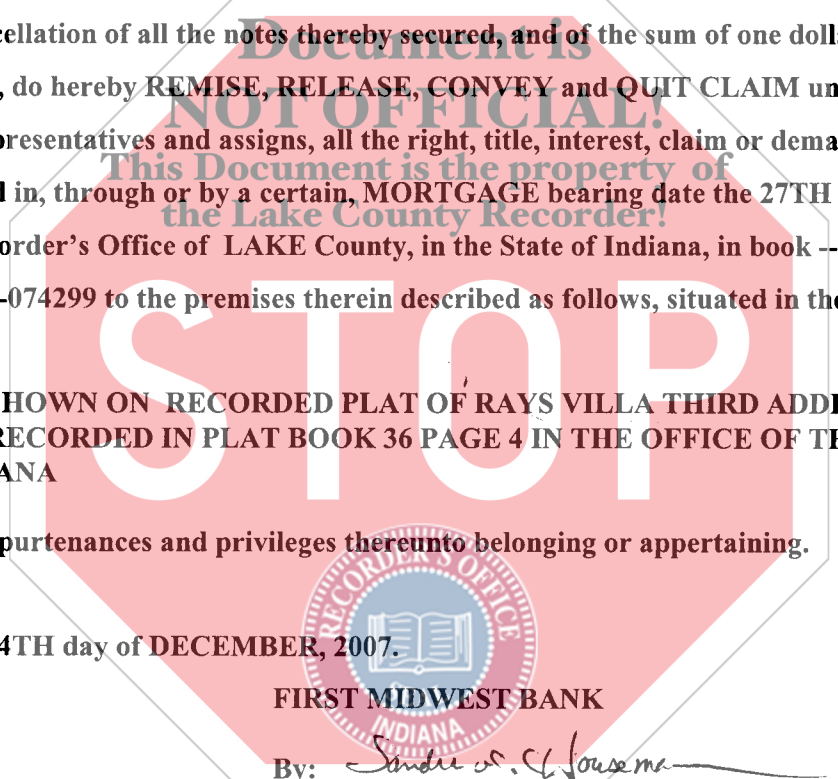 cellation of all the notes thereby secured, and of the sum of one doll
Document is
, do hereby REMISE, RELEASE, CONVEY and QUIT CLAIM un
NOT OFFICIAL!
presentatives and assigns, all the right, title, interest, claim or dema
This Document is the property of
l in, through or by a certain, MORTGAGE bearing date the 27TH
the Lake County Recorder!
order's Office of LAKE County, in the State of Indiana, in book --
-074299 to the premises therein described as follows, situated in the
STOP
HOWN ON RECORDED PLAT OF RAYS VILLA THIRD ADDI
RECORDED IN PLAT BOOK 36 PAGE 4 IN THE OFFICE OF TH
ANA
purtenances and privileges thereunto belonging or appertaining.
RECORDER'S OFFICE
4TH day of DECEMBER, 2007.
FIRST MIDWEST BANK
INDIANA
By: